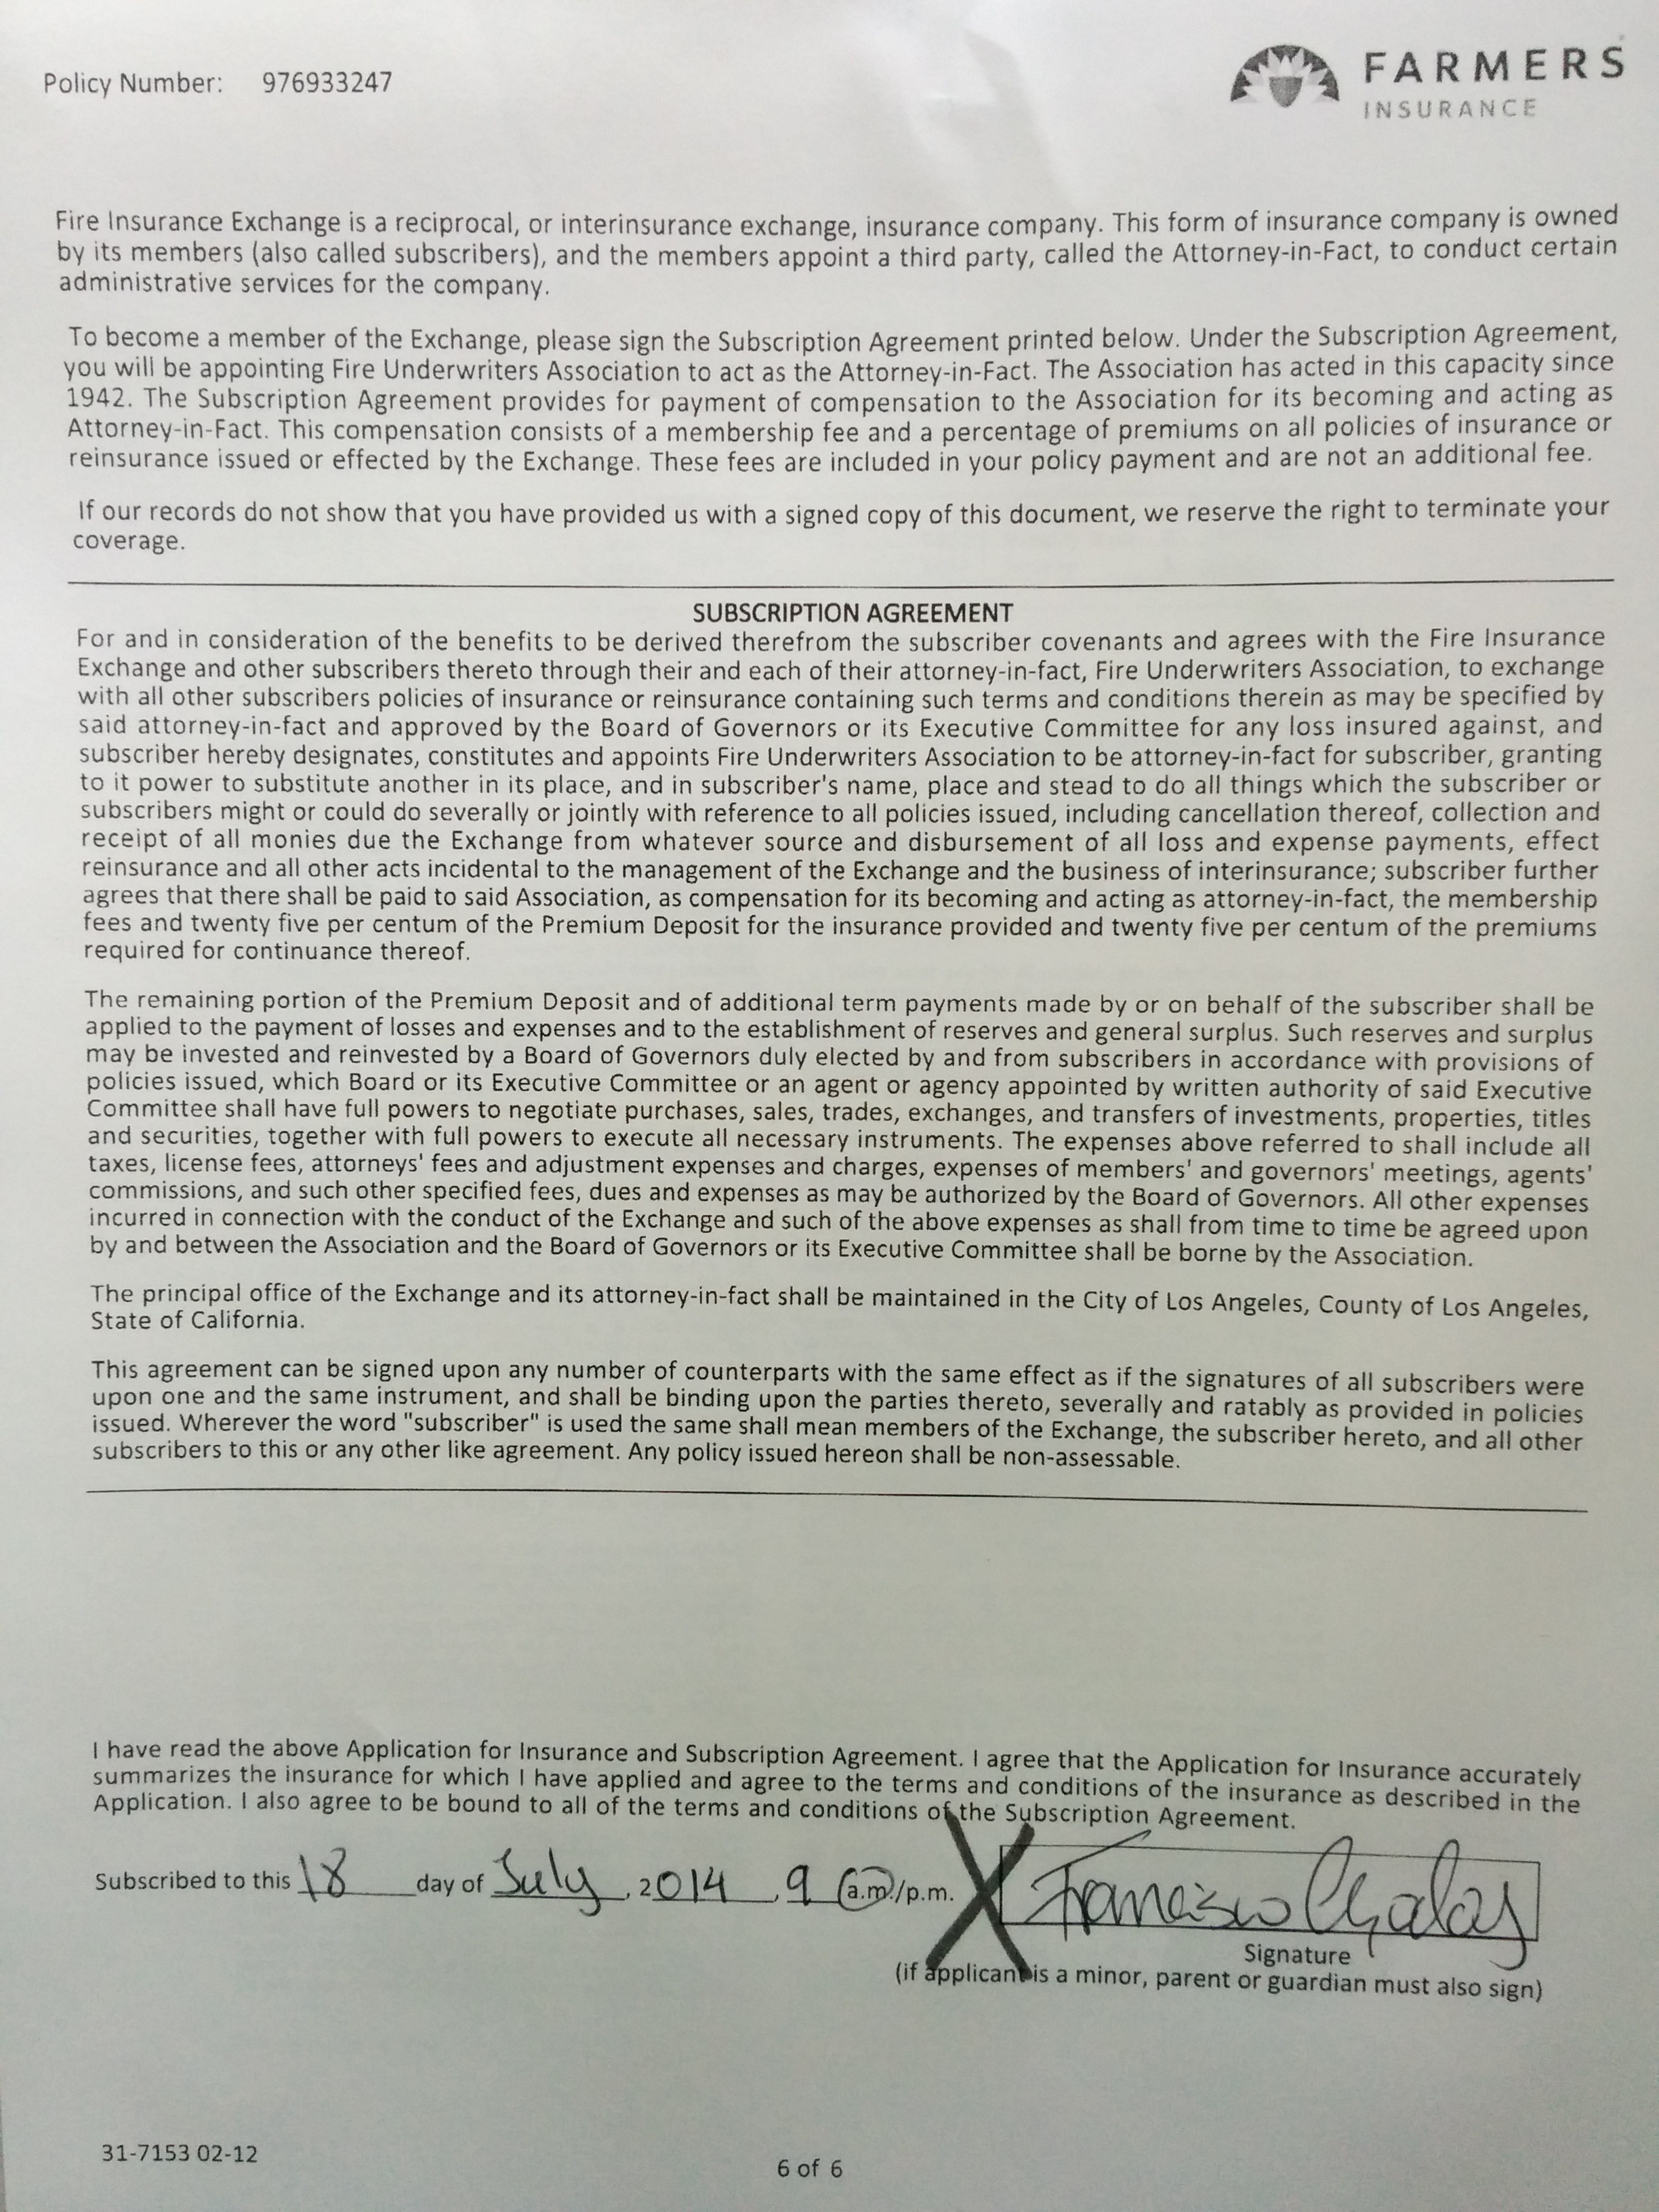 Policy Number: 976933247
FARMERS
INSURANCE
Fire Insurance Exchange is a reciprocal, or interinsurance exchange, insurance company. This form of insurance company is owned
by its members (also called subscribers), and the members appoint a third party, called the Attorney-in-Fact, to conduct certain
administrative services for the company.
To become a member of the Exchange, please sign the Subscription Agreement printed below. Under the Subscription Agreement,
you will be appointing Fire Underwriters Association to act as the Attorney-in-Fact. The Association has acted in this capacity since
1942. The Subscription Agreement provides for payment of compensation to the Association for its becoming and acting as
Attorney-in-Fact. This compensation consists of a membership fee and a percentage of premiums on all policies of insurance or
reinsurance issued or effected by the Exchange. These fees are included in your policy payment and are not an additional fee.
If our records do not show that you have provided us with a signed copy of this document, we reserve the right to terminate your
coverage.
SUBSCRIPTION AGREEMENT
For and in consideration of the benefits to be derived therefrom the subscriber covenants and agrees with the Fire Insurance
Exchange and other subscribers thereto through their and each of their attorney-in-fact, Fire Underwriters Association, to exchange
with all other subscribers policies of insurance or reinsurance containing such terms and conditions therein as may be specified by
said attorney-in-fact and approved by the Board of Governors or its Executive Committee for any loss insured against, and
subscriber hereby designates, constitutes and appoints Fire Underwriters Association to be attorney-in-fact for subscriber, granting
to it power to substitute another in its place, and in subscriber's name, place and stead to do all things which the subscriber or
subscribers might or could do severally or jointly with reference to all policies issued, including cancellation thereof, collection and
receipt of all monies due the Exchange from whatever source and disbursement of all loss and expense payments, effect
reinsurance and all other acts incidental to the management of the Exchange and the business of interinsurance; subscriber further
agrees that there shall be paid to said Association, as compensation for its becoming and acting as attorney-in-fact, the membership
fees and twenty five per centum of the Premium Deposit for the insurance provided and twenty five per centum of the premiums
required for continuance thereof.
The remaining portion of the Premium Deposit and of additional term payments made by or on behalf of the subscriber shall be
applied to the payment of losses and expenses and to the establishment of reserves and general surplus. Such reserves and surplus
may be invested and reinvested by a Board of Governors duly elected by and from subscribers in accordance with provisions of
policies issued, which Board or its Executive Committee or an agent or agency appointed by written authority of said Executive
Committee shall have full powers to negotiate purchases, sales, trades, exchanges, and transfers of investments, properties, titles
and securities, together with full powers to execute all necessary instruments. The expenses above referred to shall include all
taxes, license fees, attorneys' fees and adjustment expenses and charges, expenses of members' and governors' meetings, agents'
commissions, and such other specified fees, dues and expenses as may be authorized by the Board of Governors. All other expenses
incurred in connection with the conduct of the Exchange and such of the above expenses as shall from time to time be agreed upon
by and between the Association and the Board of Governors or its Executive Committee shall be borne by the Association.
The principal office of the Exchange and its attorney-in-fact shall be maintained in the City of Los Angeles, County of Los Angeles,
State of California.
This agreement can be signed upon any number of counterparts with the same effect as if the signatures of all subscribers were
upon one and the same instrument, and shall be binding upon the parties thereto, severally and ratably as provided in policies
issued. Wherever the word "subscriber" is used the same shall mean members of the Exchange, the subscriber hereto, and all other
subscribers to this or any other like agreement. Any policy issued hereon shall be non-assessable.
I have read the above Application for Insurance and Subscription Agreement. I agree that the Application for Insurance accurately
summarizes the insurance for which I have applied and agree to the terms and conditions of the insurance as described in the
Application. I also agree to be bound to all of the terms and conditions of the Subscription Agreement.
Subscribed to this 18 day of July, 2014, 9 a.m./p.m. X Francisco
Signature
(if applicant is a minor, parent or guardian must also sign)
31-7153 02-12
6 of 6